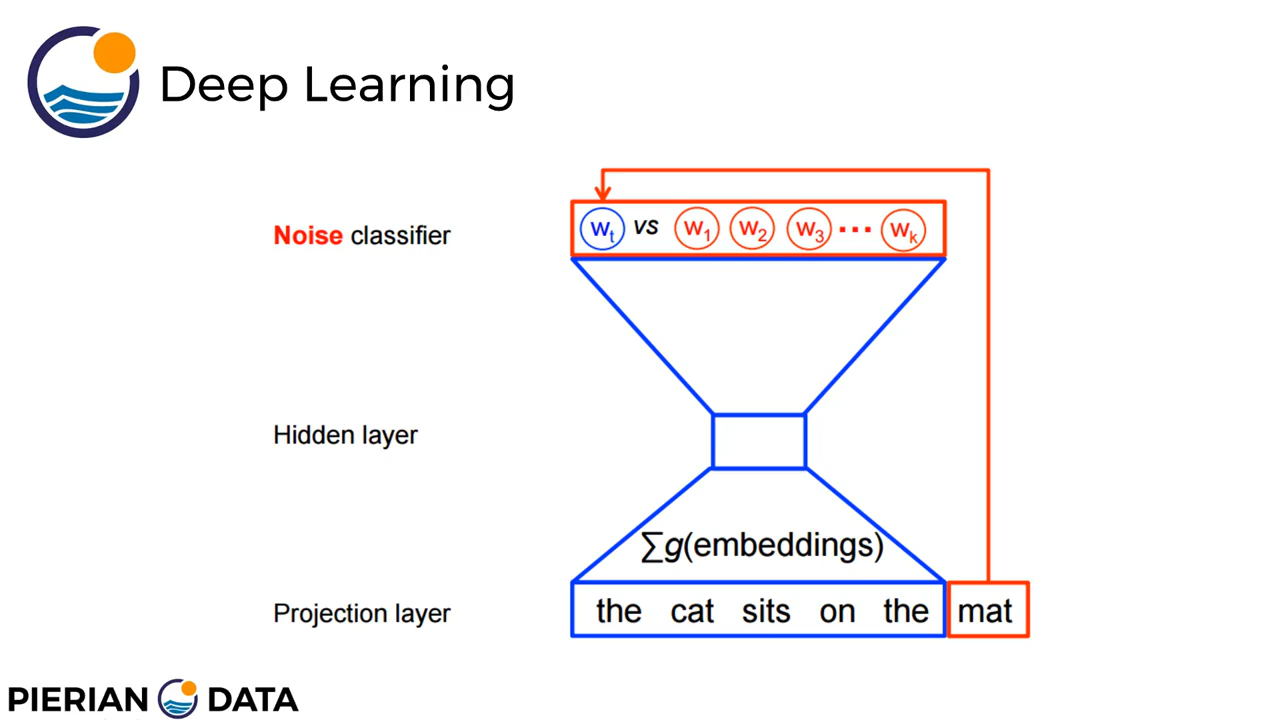 Deep Learning
Noise classifier
wt vs w1 w2 w3 ... wk
Hidden layer
∑g(embeddings)
Projection layer
the cat sits on the mat
PIERIAN DATA